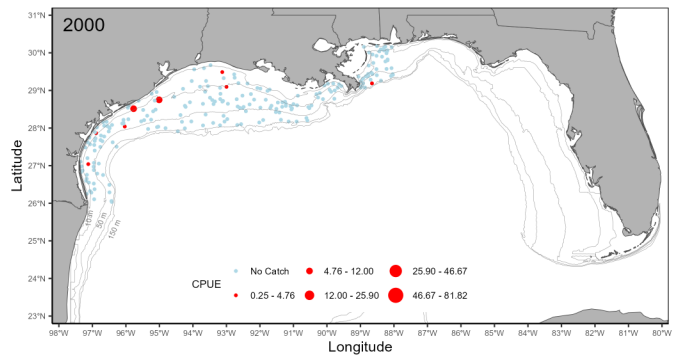 2000
31°N
30°N
29°N
28°N
27°N
26°N
25°N
24°N
23°N
Latitude
10 m
50 m
150 m
CPUE
No Catch
4.76 - 12.00
25.90 - 46.67
0.25 - 4.76
12.00 - 25.90
46.67 - 81.82
98°W 97°W 96°W 95°W 94°W 93°W 92°W 91°W 90°W 89°W 88°W 87°W 86°W 85°W 84°W 83°W 82°W 81°W 80°W
Longitude